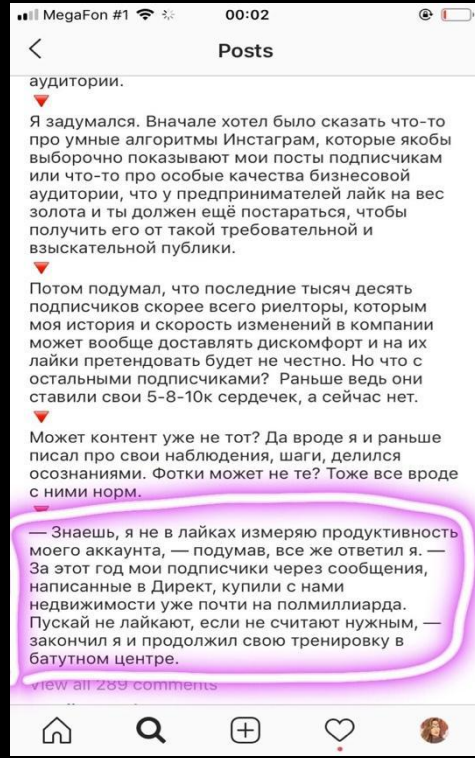 MegaFon #1 00:02
Posts
аудитории.
Я задумался. Вначале хотел было сказать что-то
про умные алгоритмы Инстаграм, которые якобы
выборочно показывают мои посты подписчикам
или что-то про особые качества бизнесовой
аудитории, что у предпринимателей лайк на вес
золота и ты должен ещё постараться, чтобы
получить его от такой требовательной и
взыскательной публики.
Потом подумал, что последние тысяч десять
подписчиков скорее всего риелторы, которым
моя история и скорость изменений в компании
может вообще доставлять дискомфорт и на их
лайки претендовать будет не честно. Но что с
остальными подписчиками? Раньше ведь они
ставили свои 5-8-10к сердечек, а сейчас нет.
Может контент уже не тот? Да вроде я и раньше
писал про свои наблюдения, шаги, делился
осознаниями. Фотки может не те? Тоже все вроде
с ними норм.
— Знаешь, я не в лайках измеряю продуктивность
моего аккаунта, — подумав, все же ответил я. —
За этот год мои подписчики через сообщения,
написанные в Директ, купили с нами
недвижимости уже почти на полмиллиарда.
Пускай не лайкают, если не считают нужным, —
закончил я и продолжил свою тренировку в
батутном центре.
View all 289 comments